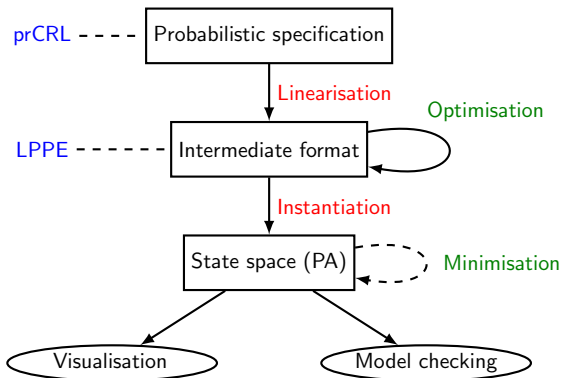 prCRL
Probabilistic specification
Linearisation
Optimisation
LPPE
Intermediate format
Instantiation
State space (PA)
Minimisation
Visualisation
Model checking